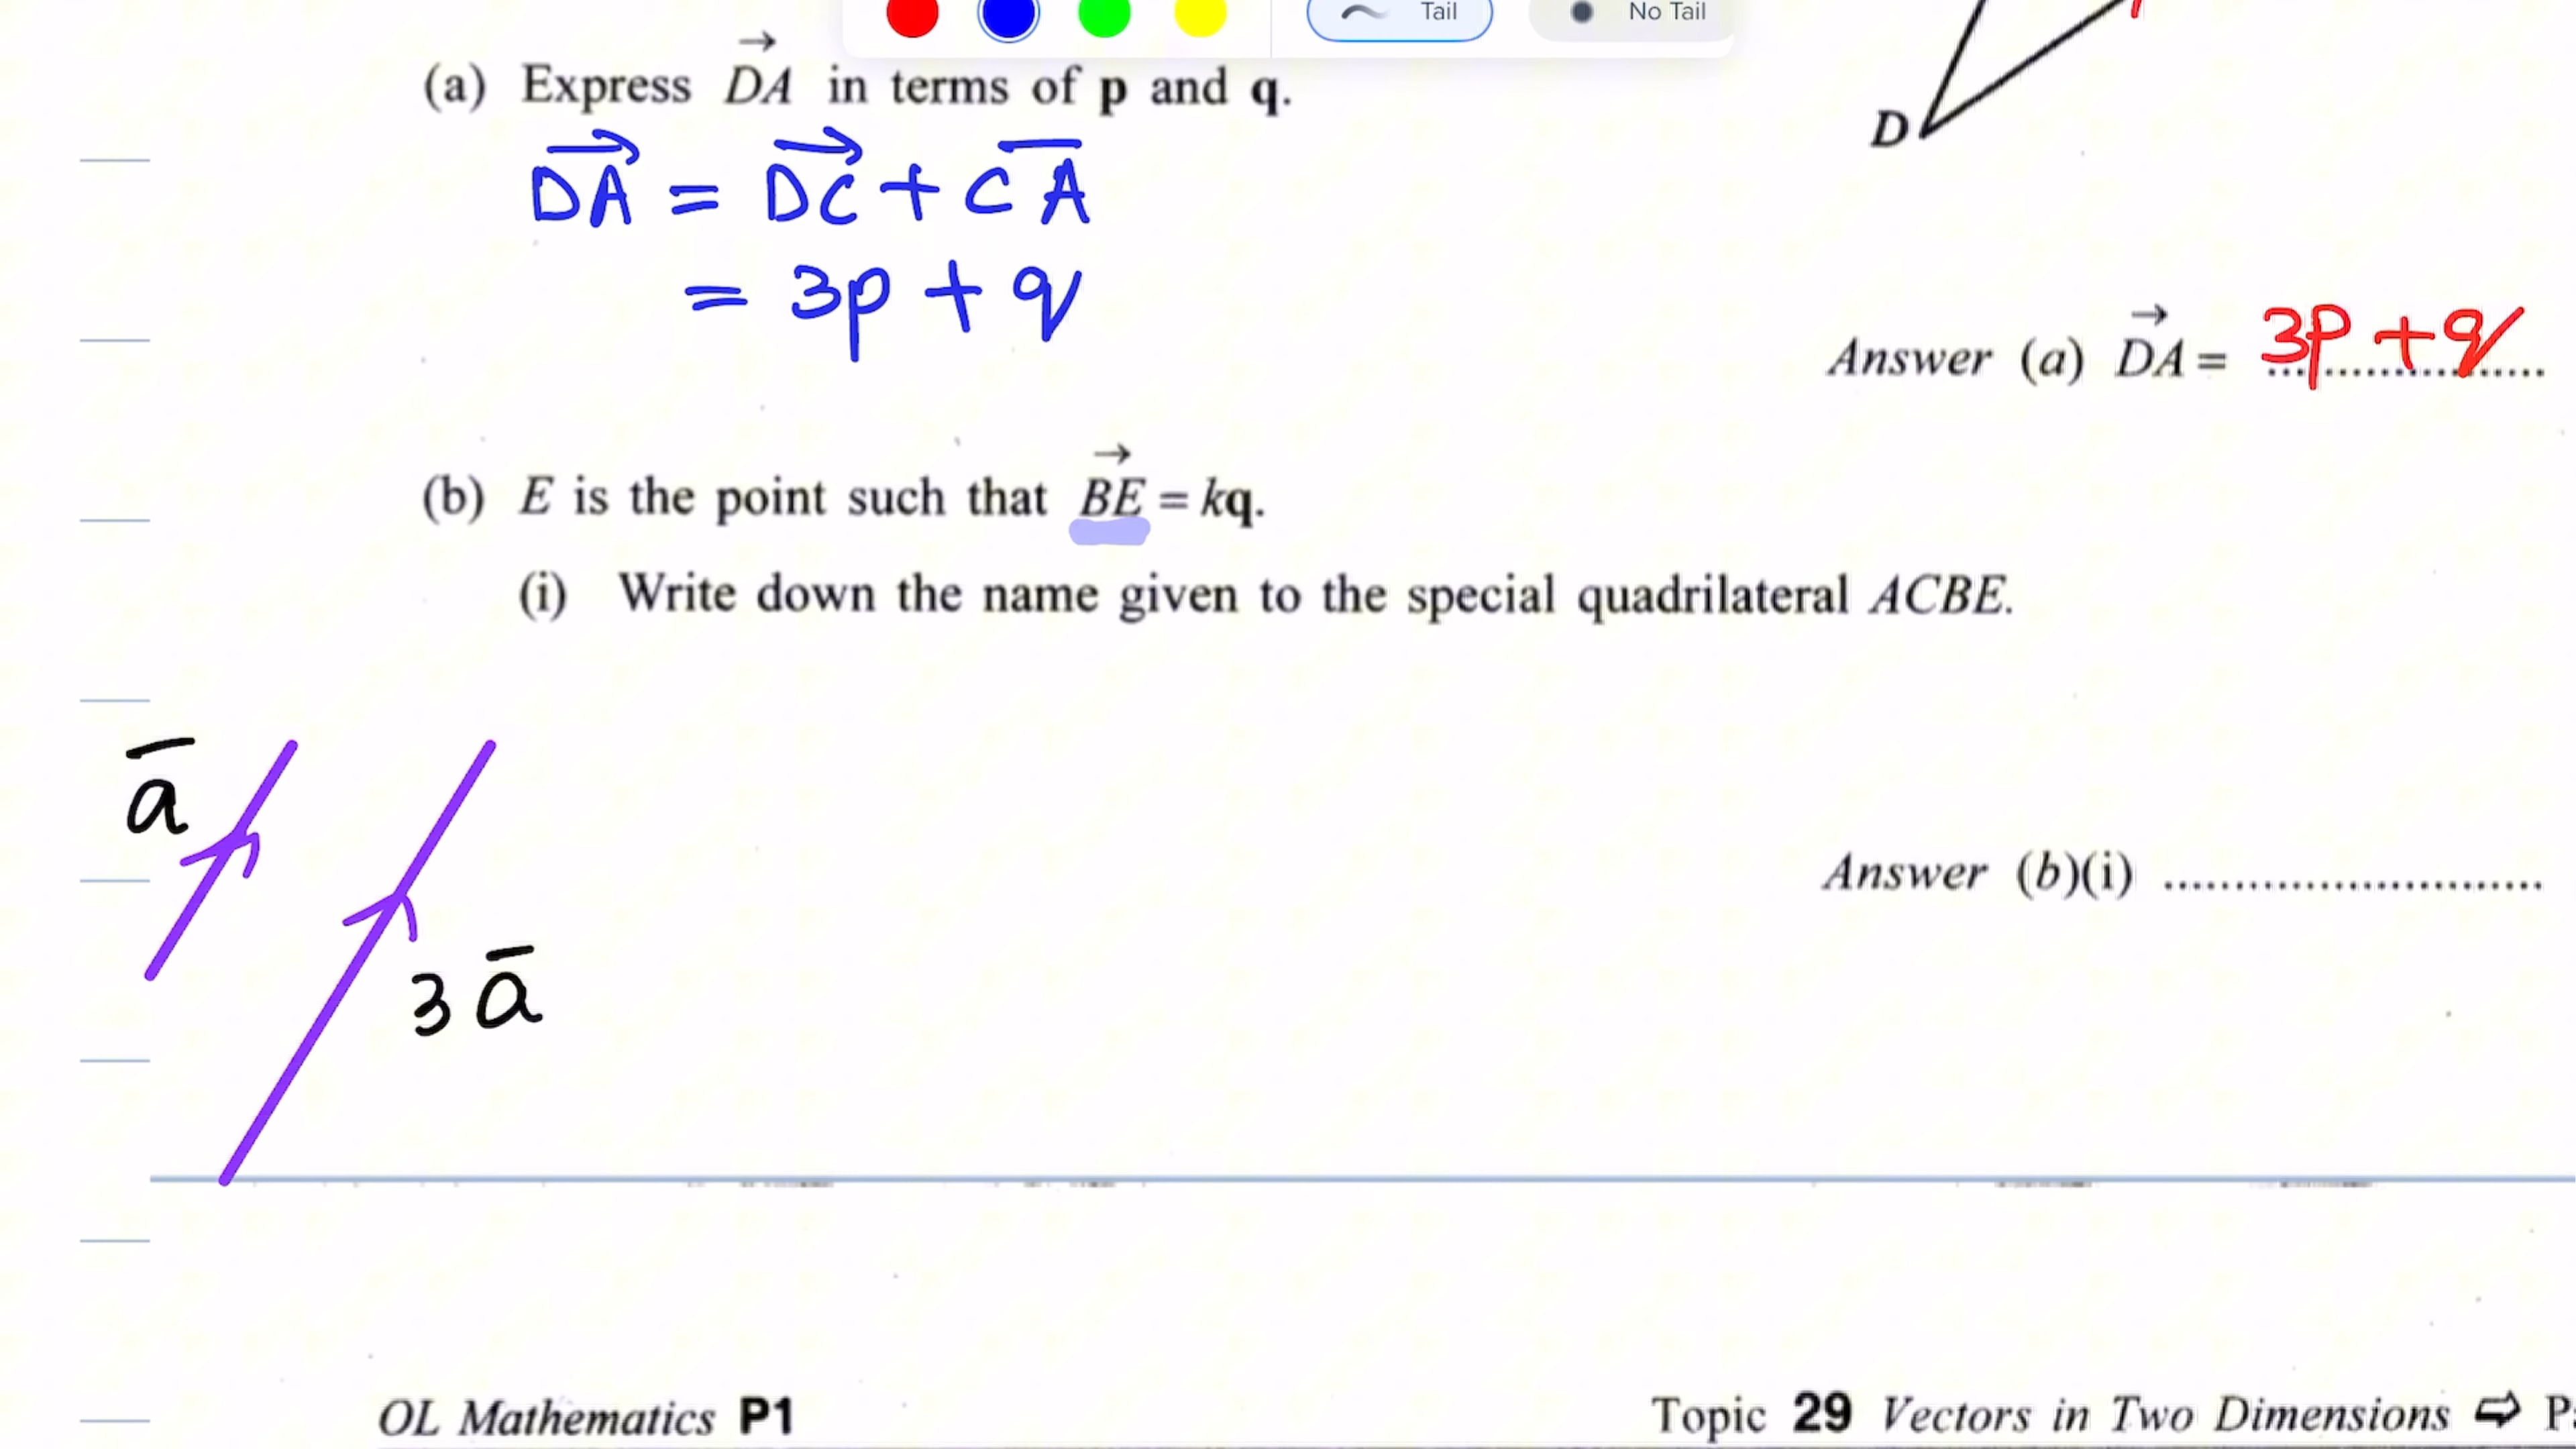 Tail No Tail
(a) Express DA in terms of p and q.
D
DA = DC + CA
= 3p + q
Answer (a) DA = 3p + q
(b) E is the point such that BE = kq.
(i) Write down the name given to the special quadrilateral ACBE.
a
Answer (b)(i)
3a
OL Mathematics P1
Topic 29 Vectors in Two Dimensions ⇨